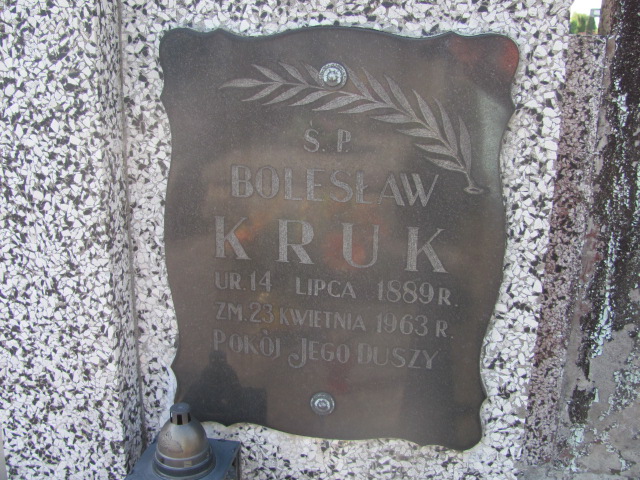 Ś. P.
BOLESŁAW
KRUK
UR. 14 LIPCA 1889 R.
ZM. 23 KWIETNIA 1963 R.
POKÓJ JEGO DUSZY